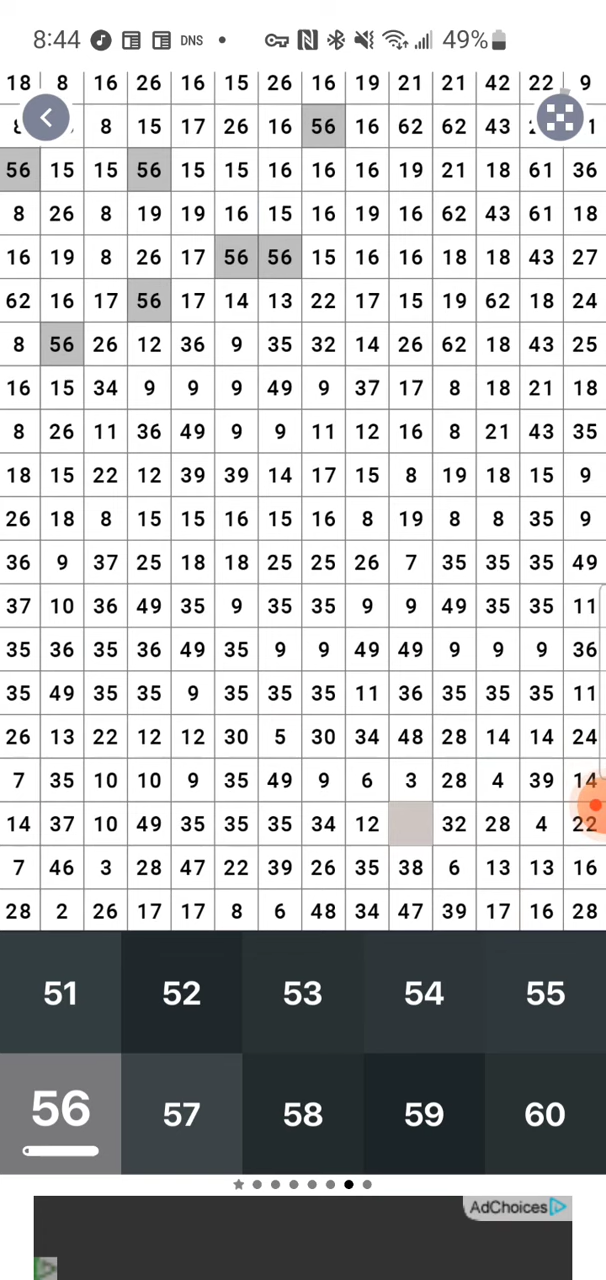 8:44 DNS • 49%
18 8 16 26 16 15 26 16 19 21 21 42 22 9
8 15 17 26 16 56 16 62 62 43 1
56 15 15 56 15 15 16 16 16 19 21 18 61 36
8 26 8 19 19 16 15 16 19 16 62 43 61 18
16 19 8 26 17 56 56 15 16 16 18 18 43 27
62 16 17 56 17 14 13 22 17 15 19 62 18 24
8 56 26 12 36 9 35 32 14 26 62 18 43 25
16 15 34 9 9 9 49 9 37 17 8 18 21 18
8 26 11 36 49 9 9 11 12 16 8 21 43 35
18 15 22 12 39 39 14 17 15 8 19 18 15 9
26 18 8 15 15 16 15 16 8 19 8 8 35 9
36 9 37 25 18 18 25 25 26 7 35 35 35 49
37 10 36 49 35 9 35 35 9 9 49 35 35 11
35 36 35 36 49 35 9 9 49 49 9 9 9 36
35 49 35 35 9 35 35 35 11 36 35 35 35 11
26 13 22 12 12 30 5 30 34 48 28 14 14 24
7 35 10 10 9 35 49 9 6 3 28 4 39 14
14 37 10 49 35 35 35 34 12 32 28 4 22
7 46 3 28 47 22 39 26 35 38 6 13 13 16
28 2 26 17 17 8 6 48 34 47 39 17 16 28
51 52 53 54 55
56 57 58 59 60
AdChoices